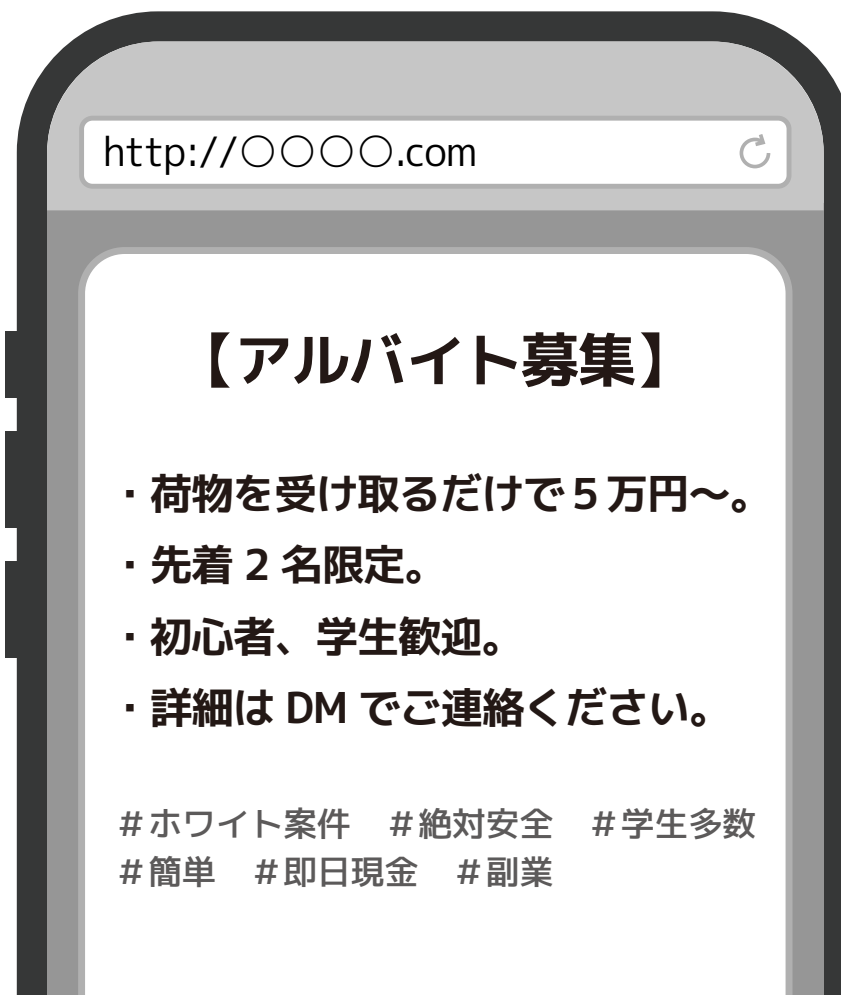 http://○○○○.com
【アルバイト募集】
・荷物を受け取るだけで５万円〜。
・先着 2 名限定。
・初心者、学生歓迎。
・詳細は DM でご連絡ください。
＃ホワイト案件　＃絶対安全　＃学生多数
＃簡単　＃即日現金　＃副業